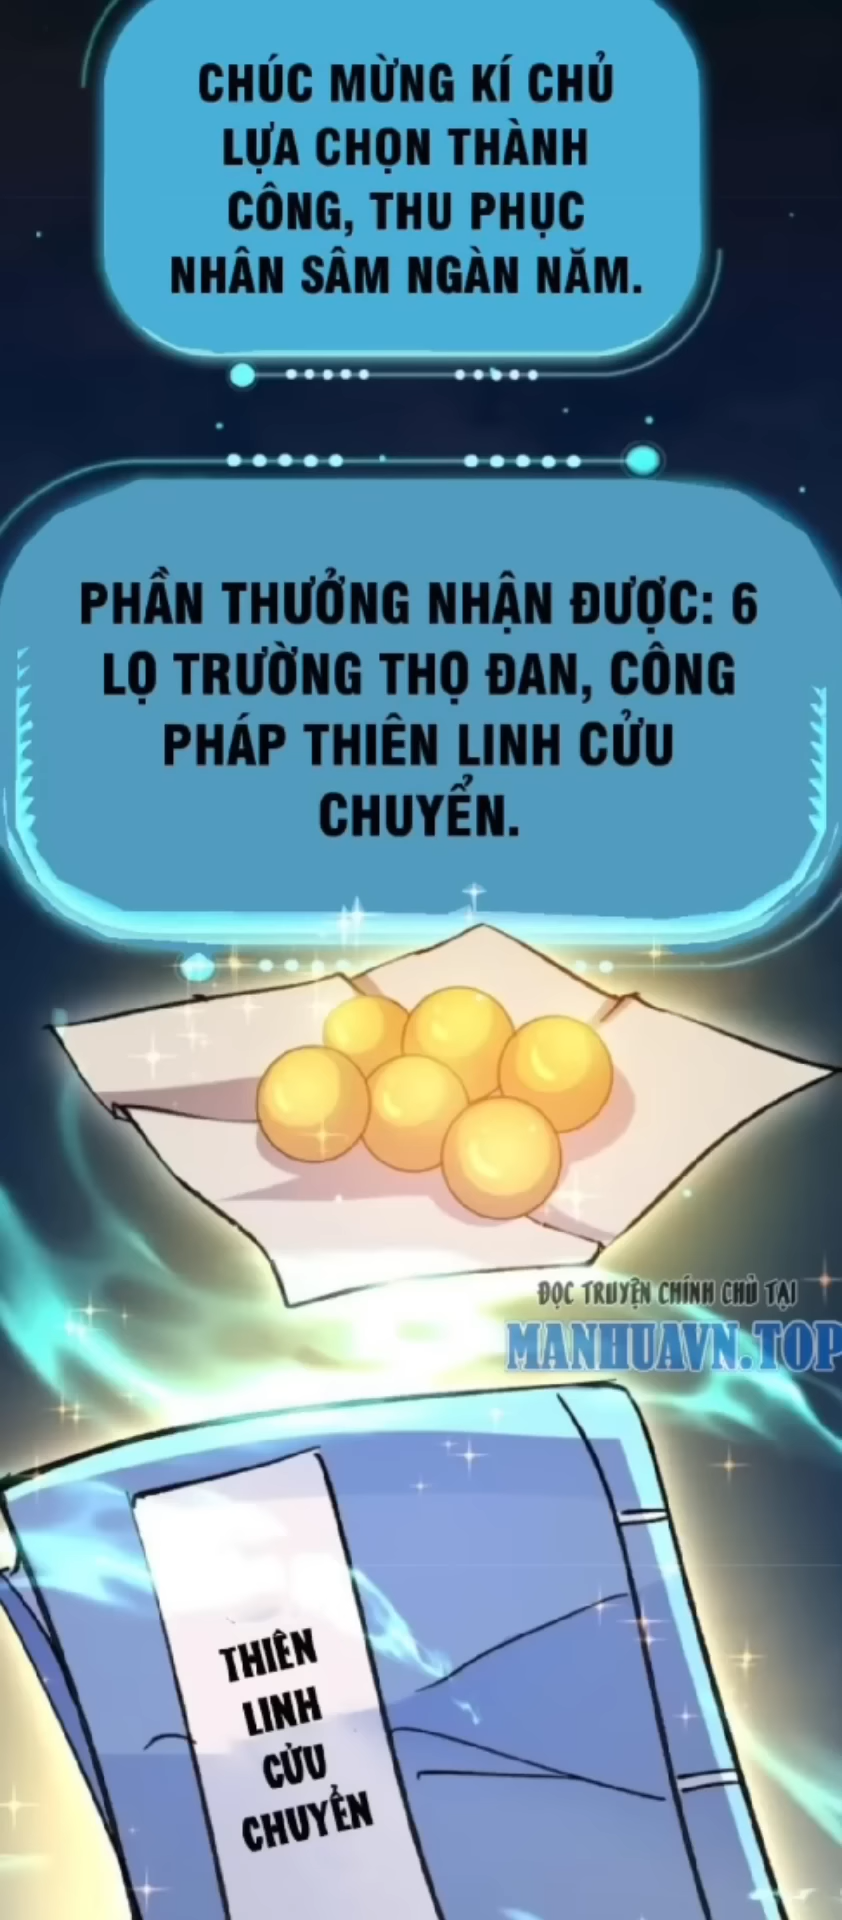 CHÚC MỪNG KÍ CHỦ
LỰA CHỌN THÀNH
CÔNG, THU PHỤC
NHÂN SÂM NGÀN NĂM.
PHẦN THƯỞNG NHẬN ĐƯỢC: 6
LỌ TRƯỜNG THỌ ĐAN, CÔNG
PHÁP THIÊN LINH CỬU
CHUYỂN.
ĐỌC TRUYỆN CHÍNH CHỦ TẠI
MANHUAVN.TOP
THIÊN
LINH
CỬU
CHUYỂN